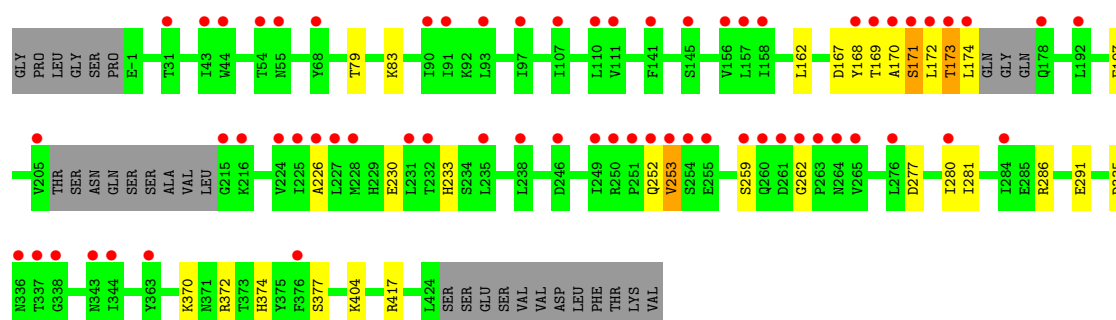 GLY PRO LEU GLY SER PRO E-1 T31 I43 W44 T54 N55 Y68 T79 K83 I90 I91 K92 L93 I97 I107 L110 V111 F141 S145 V156 L157 I158 L162 D167 Y168 T169 A170 S171 L172 T173 L174 GLN GLY GLN Q178 L192
V205 THR SER ASN GLN SER SER ALA VAL LEU G215 K216 V224 I225 A226 L227 M228 H229 E230 L231 T232 H233 S234 L235 L238 D246 I249 R250 P251 Q252 V253 S254 E255 S259 Q260 D261 G262 P263 N264 V265 L276 D277 I280 I281 I284 E285 R286 E291
N336 T337 G338 N343 I344 Y363 K370 N371 R372 T373 H374 Y375 F376 S377 K404 R417 L424 SER SER GLU SER VAL VAL ASP LEU PHE THR LYS VAL